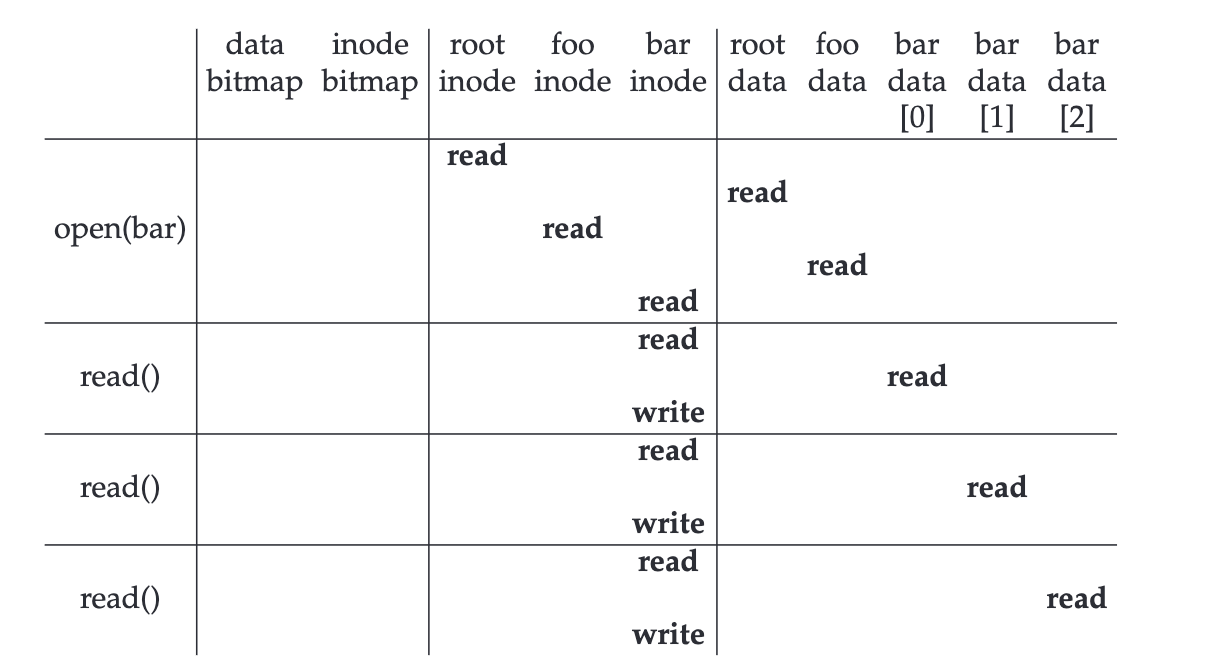 data inode root foo bar root foo bar bar bar
bitmap bitmap inode inode inode data data data data data
[0] [1] [2]
read
read
open(bar) read
read
read
read
read() read
write
read
read() read
write
read
read() read
write